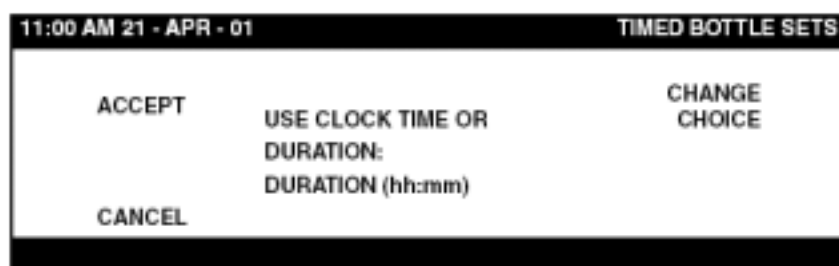 11:00 AM 21 - APR - 01 TIMED BOTTLE SETS
ACCEPT
CHANGE
CHOICE
USE CLOCK TIME OR
DURATION:
DURATION (hh:mm)
CANCEL